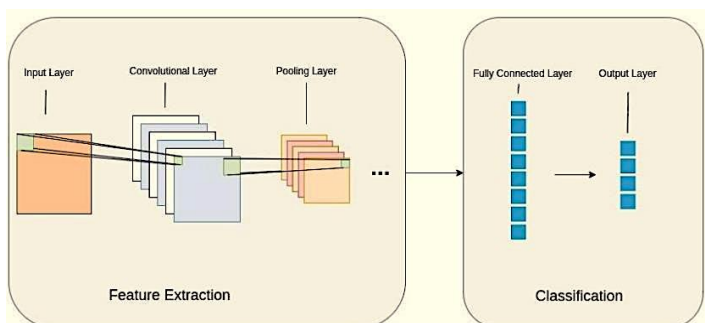 Input Layer
Convolutional Layer
Pooling Layer
...
Feature Extraction
Fully Connected Layer
Output Layer
Classification